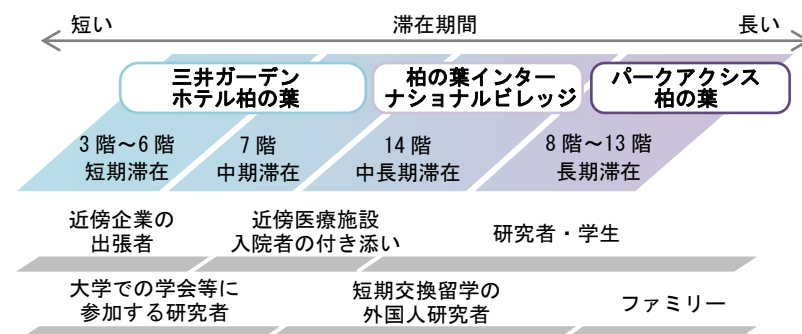 短い
滞在期間
長い
三井ガーデン
ホテル柏の葉
柏の葉インター
ナショナルビレッジ
パークアクシス
柏の葉
3 階～6 階
短期滞在
7 階
中期滞在
14 階
中長期滞在
8 階～13 階
長期滞在
近傍企業の
出張者
近傍医療施設
入院者の付き添い
研究者・学生
大学での学会等に
参加する研究者
短期交換留学の
外国人研究者
ファミリー